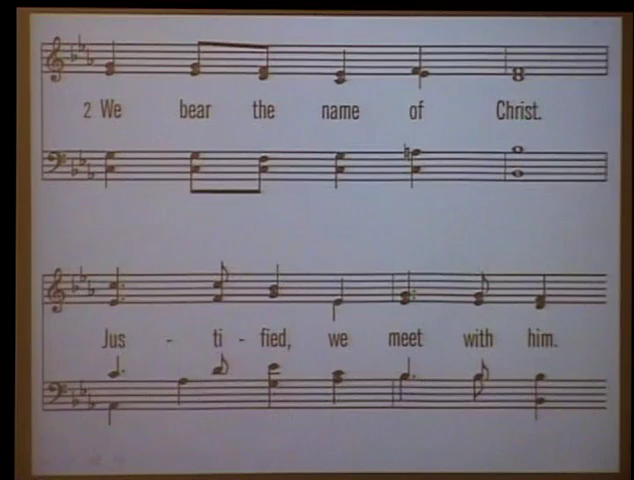 2 We bear the name of Christ.
Jus - ti - fied, we meet with him.